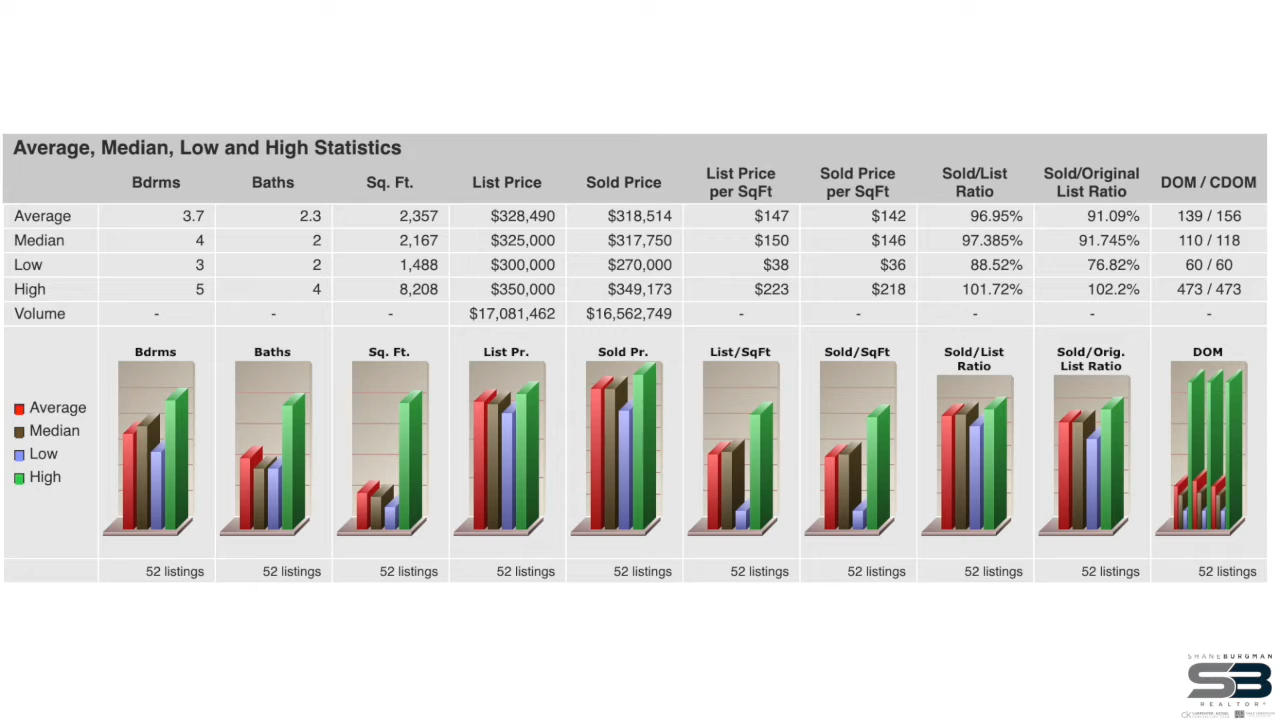 Average, Median, Low and High Statistics
Bdrms Baths Sq. Ft. List Price Sold Price List Price per SqFt Sold Price per SqFt Sold/List Ratio Sold/Original List Ratio DOM / CDOM
Average 3.7 2.3 2,357 $328,490 $318,514 $147 $142 96.95% 91.09% 139 / 156
Median 4 2 2,167 $325,000 $317,750 $150 $146 97.385% 91.745% 110 / 118
Low 3 2 1,488 $300,000 $270,000 $38 $36 88.52% 76.82% 60 / 60
High 5 4 8,208 $350,000 $349,173 $223 $218 101.72% 102.2% 473 / 473
Volume - - - $17,081,462 $16,562,749 - - - - -
Bdrms Baths Sq. Ft. List Pr. Sold Pr. List/SqFt Sold/SqFt Sold/List Ratio Sold/Orig. List Ratio DOM
Average
Median
Low
High
52 listings 52 listings 52 listings 52 listings 52 listings 52 listings 52 listings 52 listings 52 listings 52 listings
SHANEBURGMAN
SB
REALTOR